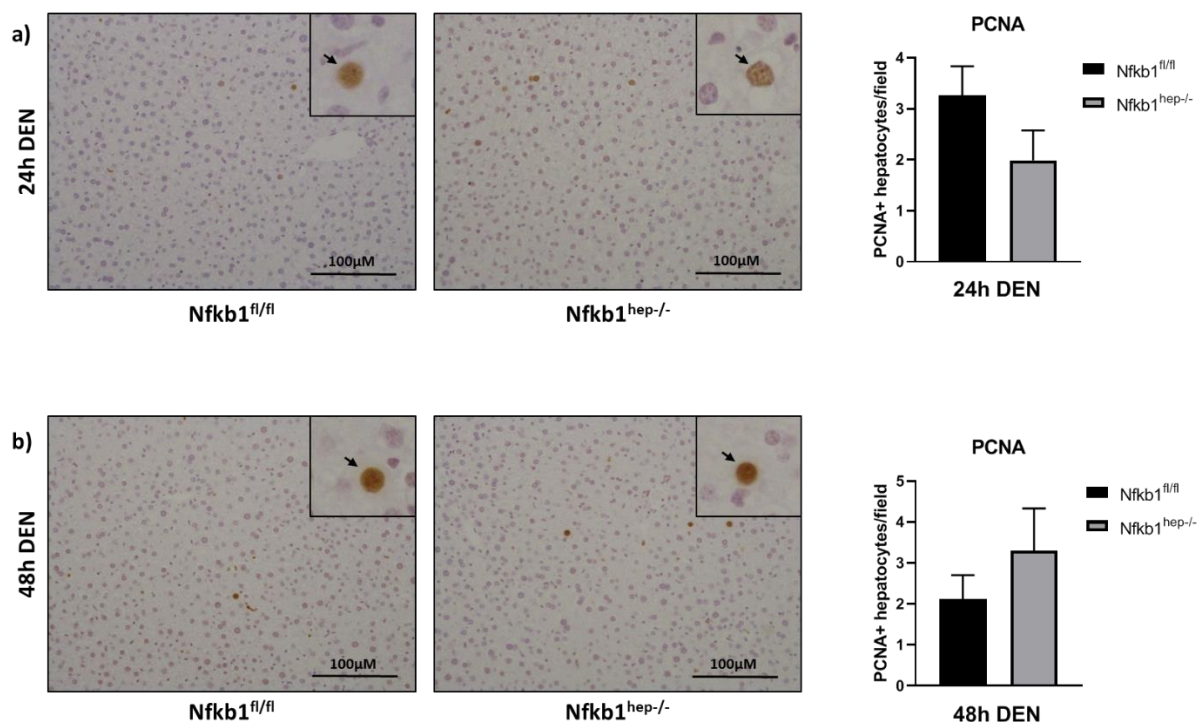 a)
24h DEN
100µM
Nfkb1fl/fl
100µM
Nfkb1hep-/-
PCNA
PCNA+ hepatocytes/field
4
3
2
1
0
24h DEN
Nfkb1fl/fl
Nfkb1hep-/-
b)
48h DEN
100µM
Nfkb1fl/fl
100µM
Nfkb1hep-/-
PCNA
PCNA+ hepatocytes/field
5
4
3
2
1
0
48h DEN
Nfkb1fl/fl
Nfkb1hep-/-